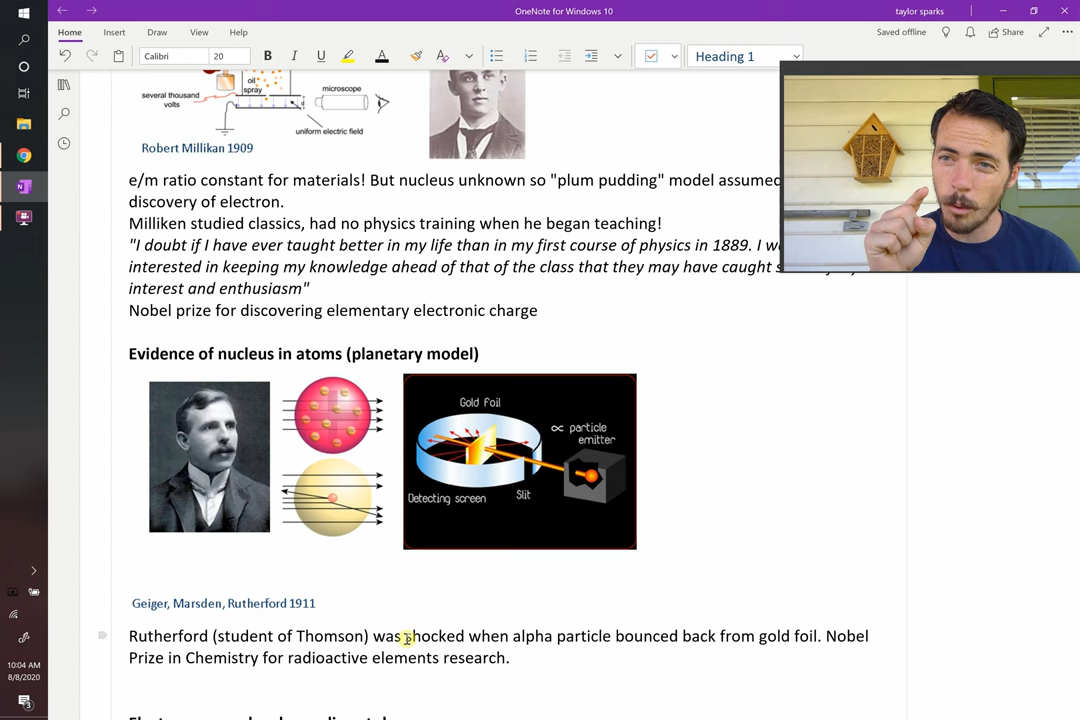 OneNote for Windows 10
taylor sparks
Home Insert Draw View Help
Saved offline
Share
Calibri 20 B I U A Heading 1
oil
spray
several thousand
volts
microscope
uniform electric field
Robert Millikan 1909
e/m ratio constant for materials! But nucleus unknown so "plum pudding" model assumed
discovery of electron.
Milliken studied classics, had no physics training when he began teaching!
"I doubt if I have ever taught better in my life than in my first course of physics in 1889. I
interested in keeping my knowledge ahead of that of the class that they may have caught
interest and enthusiasm"
Nobel prize for discovering elementary electronic charge
Evidence of nucleus in atoms (planetary model)
Gold Foil
∝ particle
emitter
Detecting screen
Slit
Geiger, Marsden, Rutherford 1911
Rutherford (student of Thomson) was shocked when alpha particle bounced back from gold foil. Nobel
Prize in Chemistry for radioactive elements research.
10:04 AM
8/8/2020